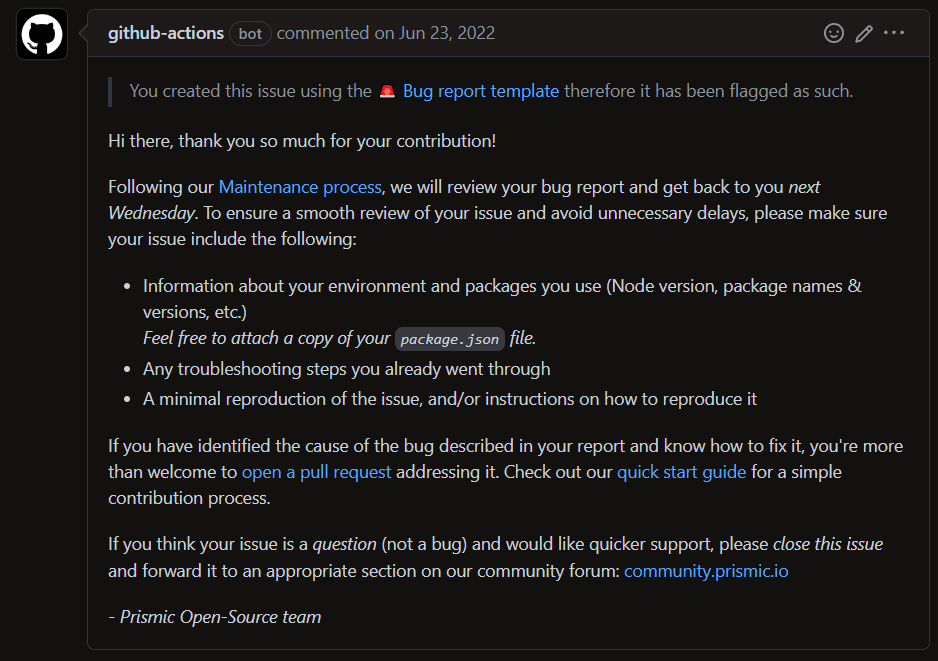 github-actions bot commented on Jun 23, 2022
You created this issue using the 🚨 Bug report template therefore it has been flagged as such.
Hi there, thank you so much for your contribution!
Following our Maintenance process, we will review your bug report and get back to you next
Wednesday. To ensure a smooth review of your issue and avoid unnecessary delays, please make sure
your issue include the following:
• Information about your environment and packages you use (Node version, package names &
versions, etc.)
Feel free to attach a copy of your package.json file.
• Any troubleshooting steps you already went through
• A minimal reproduction of the issue, and/or instructions on how to reproduce it
If you have identified the cause of the bug described in your report and know how to fix it, you're more
than welcome to open a pull request addressing it. Check out our quick start guide for a simple
contribution process.
If you think your issue is a question (not a bug) and would like quicker support, please close this issue
and forward it to an appropriate section on our community forum: community.prismic.io
- Prismic Open-Source team